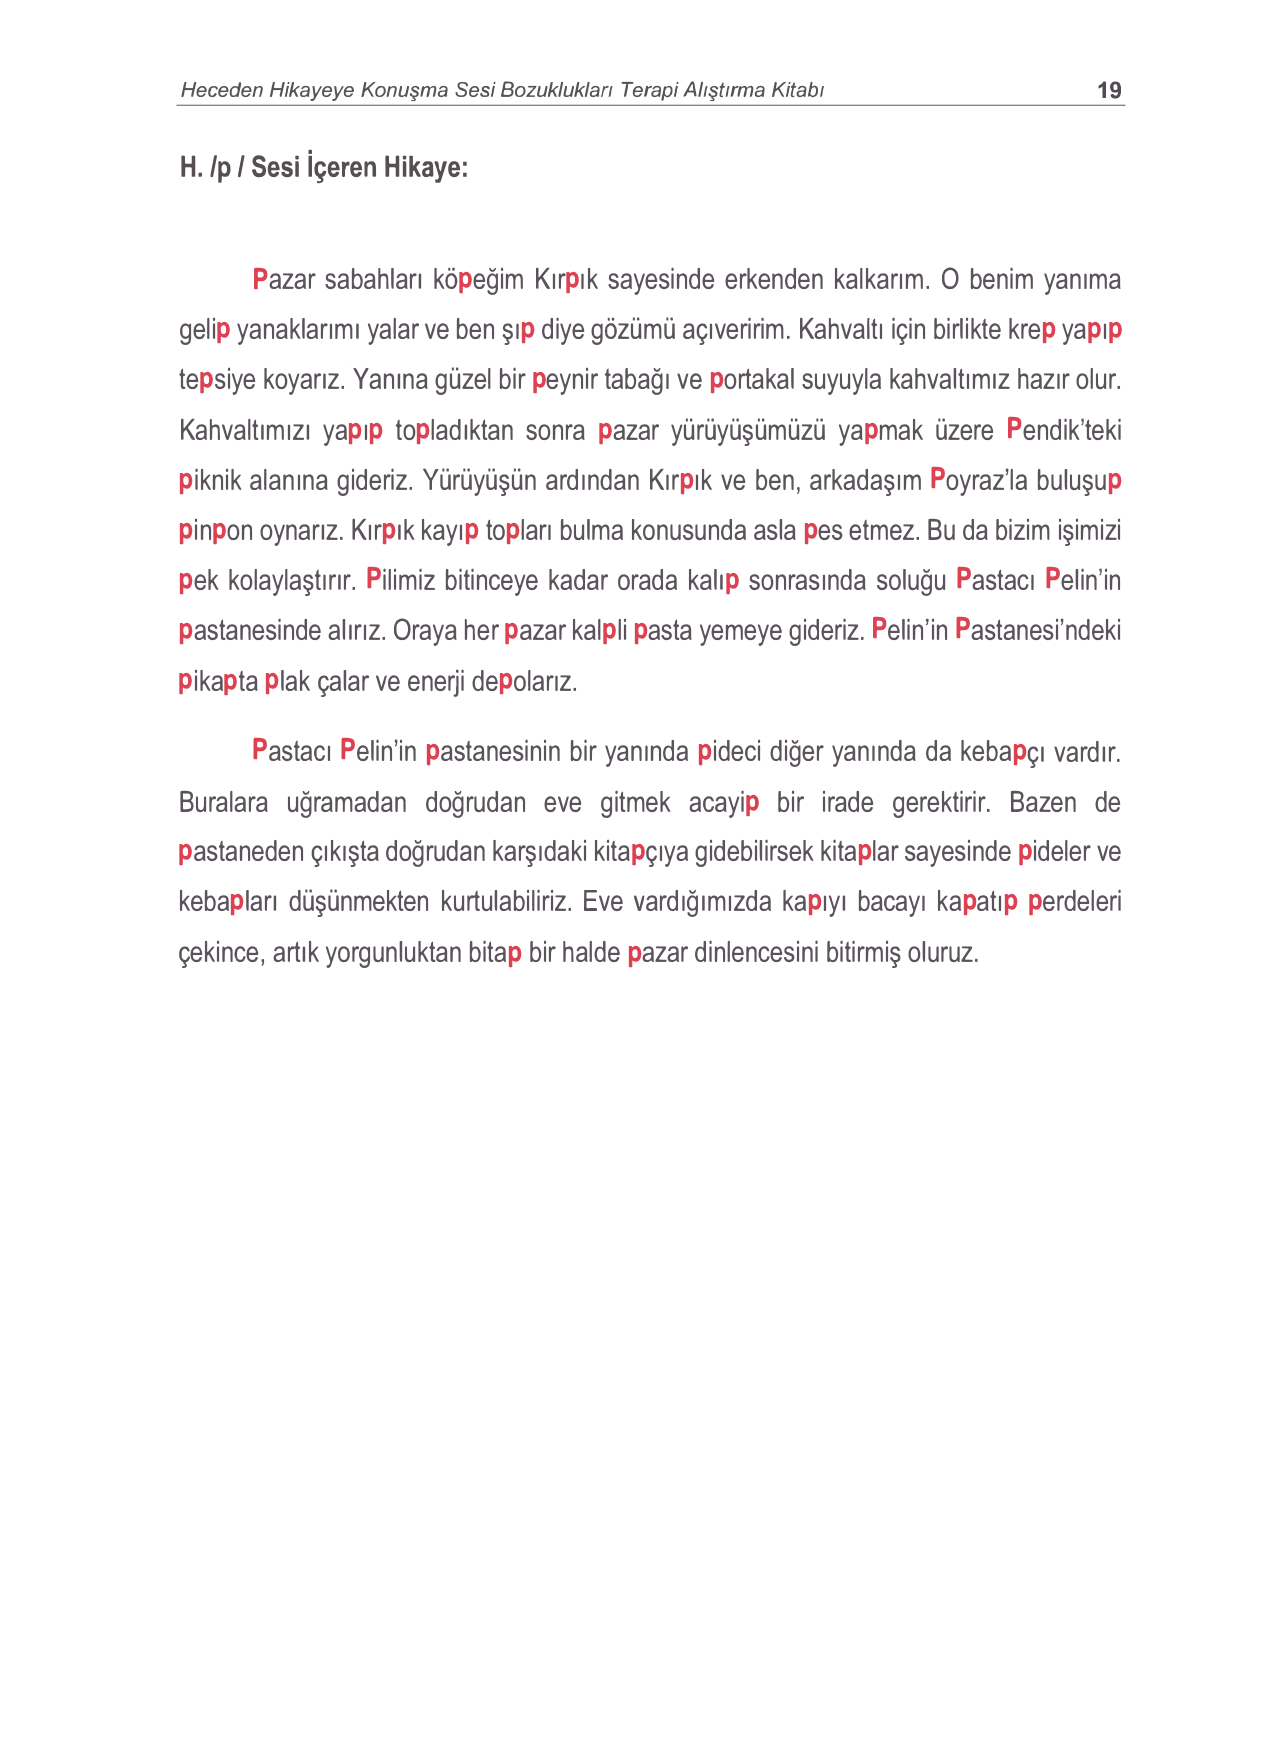 Heceden Hikayeye Konuşma Sesi Bozuklukları Terapi Alıştırma Kitabı 19
H. /p / Sesi İçeren Hikaye:
Pazar sabahları köpeğim Kırpık sayesinde erkenden kalkarım. O benim yanıma
gelip yanaklarımı yalar ve ben şıp diye gözümü açıveririm. Kahvaltı için birlikte krep yapıp
tepsiye koyarız. Yanına güzel bir peynir tabağı ve portakal suyuyla kahvaltımız hazır olur.
Kahvaltımızı yapıp topladıktan sonra pazar yürüyüşümüzü yapmak üzere Pendik’teki
piknik alanına gideriz. Yürüyüşün ardından Kırpık ve ben, arkadaşım Poyraz’la buluşup
pinpon oynarız. Kırpık kayıp topları bulma konusunda asla pes etmez. Bu da bizim işimizi
pek kolaylaştırır. Pilimiz bitinceye kadar orada kalıp sonrasında soluğu Pastacı Pelin’in
pastanesinde alırız. Oraya her pazar kalpli pasta yemeye gideriz. Pelin’in Pastanesi’ndeki
pikapta plak çalar ve enerji depolarız.
Pastacı Pelin’in pastanesinin bir yanında pideci diğer yanında da kebapçı vardır.
Buralara uğramadan doğrudan eve gitmek acayip bir irade gerektirir. Bazen de
pastaneden çıkışta doğrudan karşıdaki kitapçıya gidebilirsek kitaplar sayesinde pideler ve
kebapları düşünmekten kurtulabiliriz. Eve vardığımızda kapıyı bacayı kapatıp perdeleri
çekince, artık yorgunluktan bitap bir halde pazar dinlencesini bitirmiş oluruz.